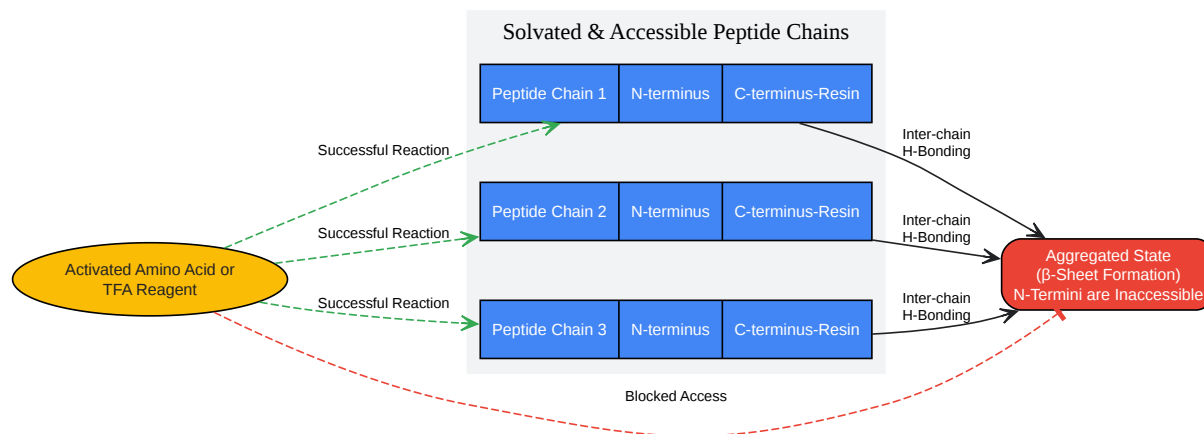 Solvated & Accessible Peptide Chains
Peptide Chain 1
N-terminus
C-terminus-Resin
Successful Reaction
Inter-chain
H-Bonding
Peptide Chain 2
N-terminus
C-terminus-Resin
Successful Reaction
Inter-chain
H-Bonding
Activated Amino Acid or
TFA Reagent
Aggregated State
(β-Sheet Formation)
N-Termini are Inaccessible
Successful Reaction
Peptide Chain 3
N-terminus
C-terminus-Resin
Inter-chain
H-Bonding
Blocked Access